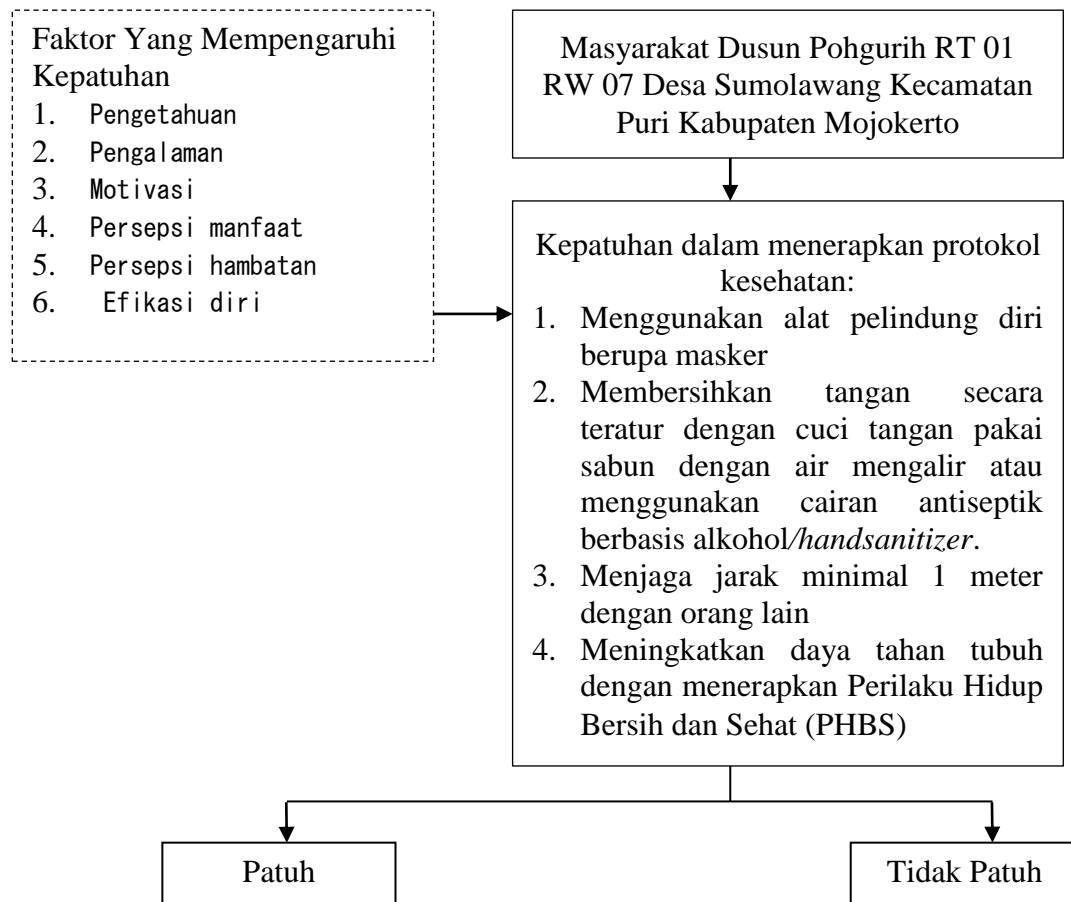 Faktor Yang Mempengaruhi
Kepatuhan
1. Pengetahuan
2. Pengalaman
3. Motivasi
4. Persepsi manfaat
5. Persepsi hambatan
6. Efikasi diri
Masyarakat Dusun Pohgurih RT 01
RW 07 Desa Sumolawang Kecamatan
Puri Kabupaten Mojokerto
Kepatuhan dalam menerapkan protokol
kesehatan:
1. Menggunakan alat pelindung diri
berupa masker
2. Membersihkan tangan secara
teratur dengan cuci tangan pakai
sabun dengan air mengalir atau
menggunakan cairan antiseptik
berbasis alkohol/handsanitizer.
3. Menjaga jarak minimal 1 meter
dengan orang lain
4. Meningkatkan daya tahan tubuh
dengan menerapkan Perilaku Hidup
Bersih dan Sehat (PHBS)
Patuh
Tidak Patuh